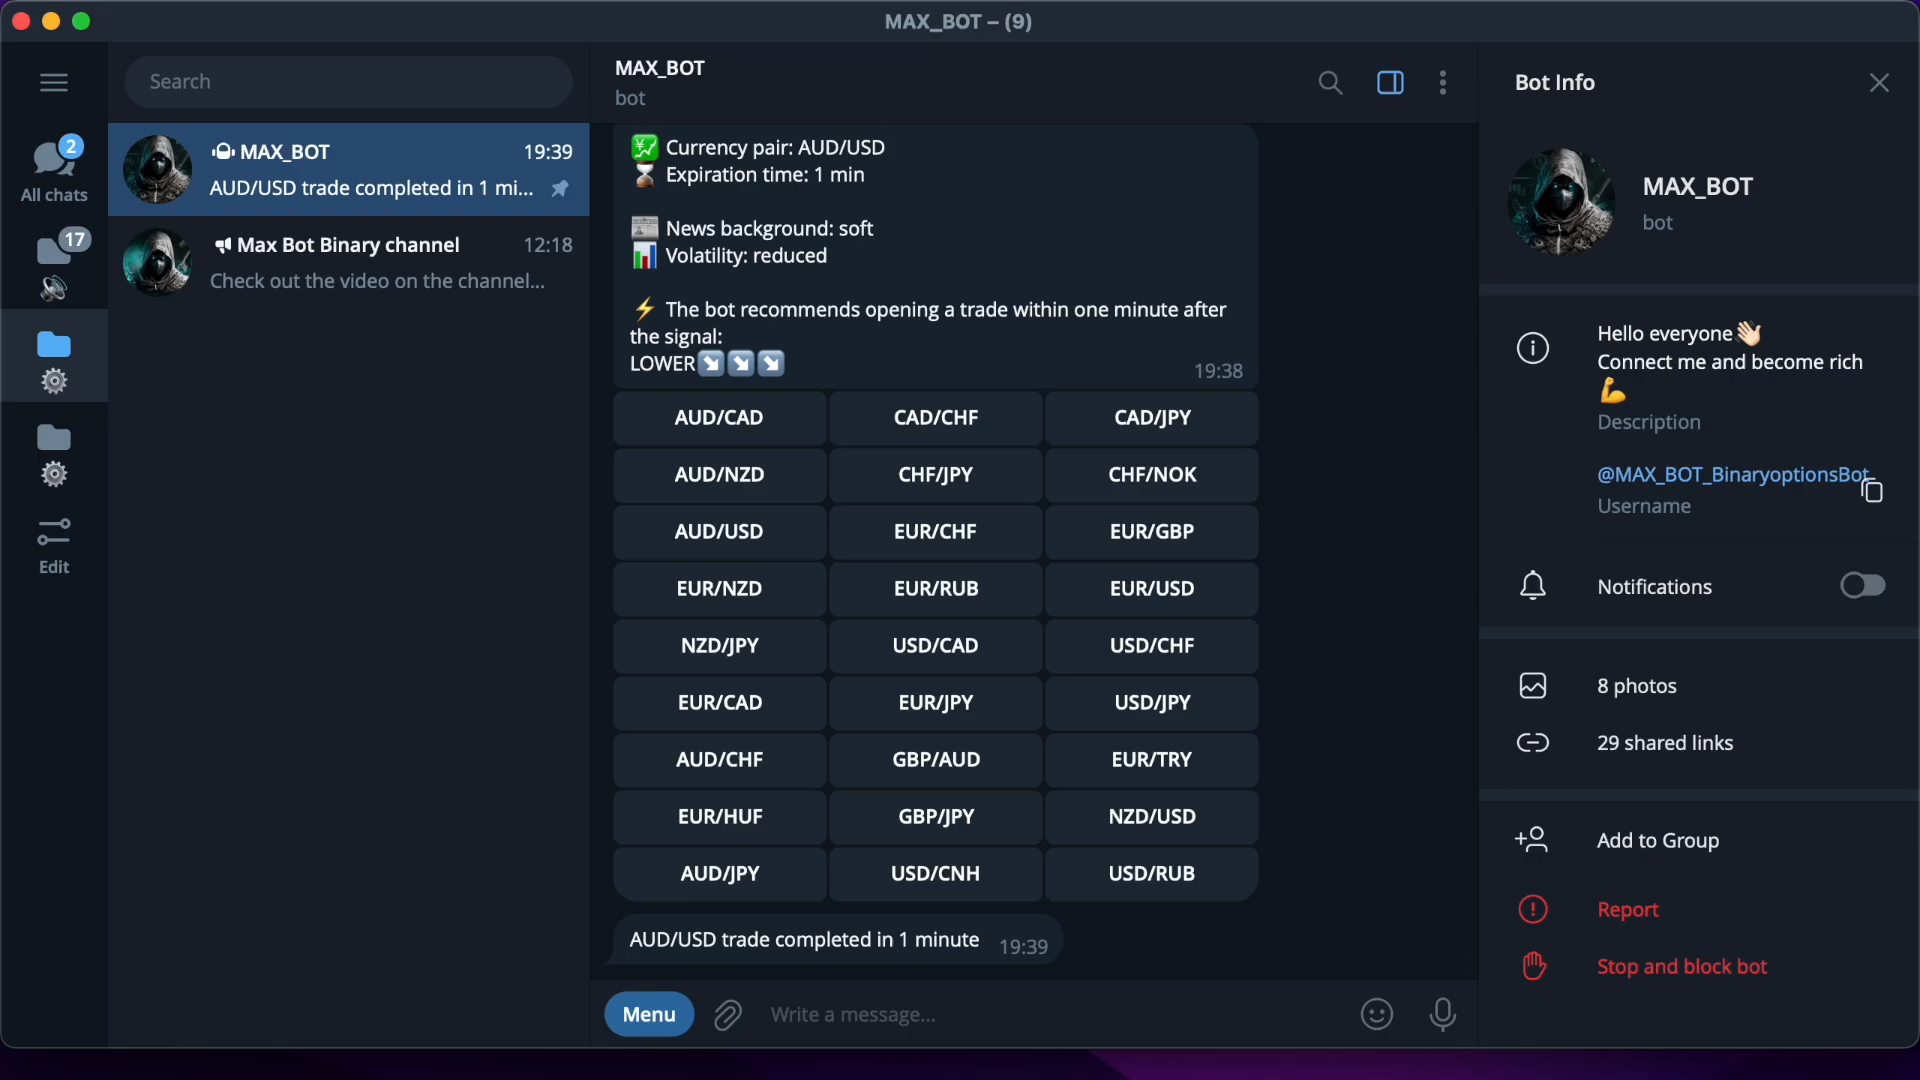 MAX_BOT – (9)
Search
2
All chats
17
Edit
MAX_BOT 19:39
AUD/USD trade completed in 1 mi...
Max Bot Binary channel 12:18
Check out the video on the channel...
MAX_BOT
bot
Currency pair: AUD/USD
Expiration time: 1 min
News background: soft
Volatility: reduced
The bot recommends opening a trade within one minute after
the signal:
LOWER
19:38
AUD/CAD CAD/CHF CAD/JPY
AUD/NZD CHF/JPY CHF/NOK
AUD/USD EUR/CHF EUR/GBP
EUR/NZD EUR/RUB EUR/USD
NZD/JPY USD/CAD USD/CHF
EUR/CAD EUR/JPY USD/JPY
AUD/CHF GBP/AUD EUR/TRY
EUR/HUF GBP/JPY NZD/USD
AUD/JPY USD/CNH USD/RUB
AUD/USD trade completed in 1 minute 19:39
Menu
Write a message...
Bot Info
MAX_BOT
bot
Hello everyone👋🏻
Connect me and become rich
💪
Description
@MAX_BOT_BinaryoptionsBot
Username
Notifications
8 photos
29 shared links
Add to Group
Report
Stop and block bot